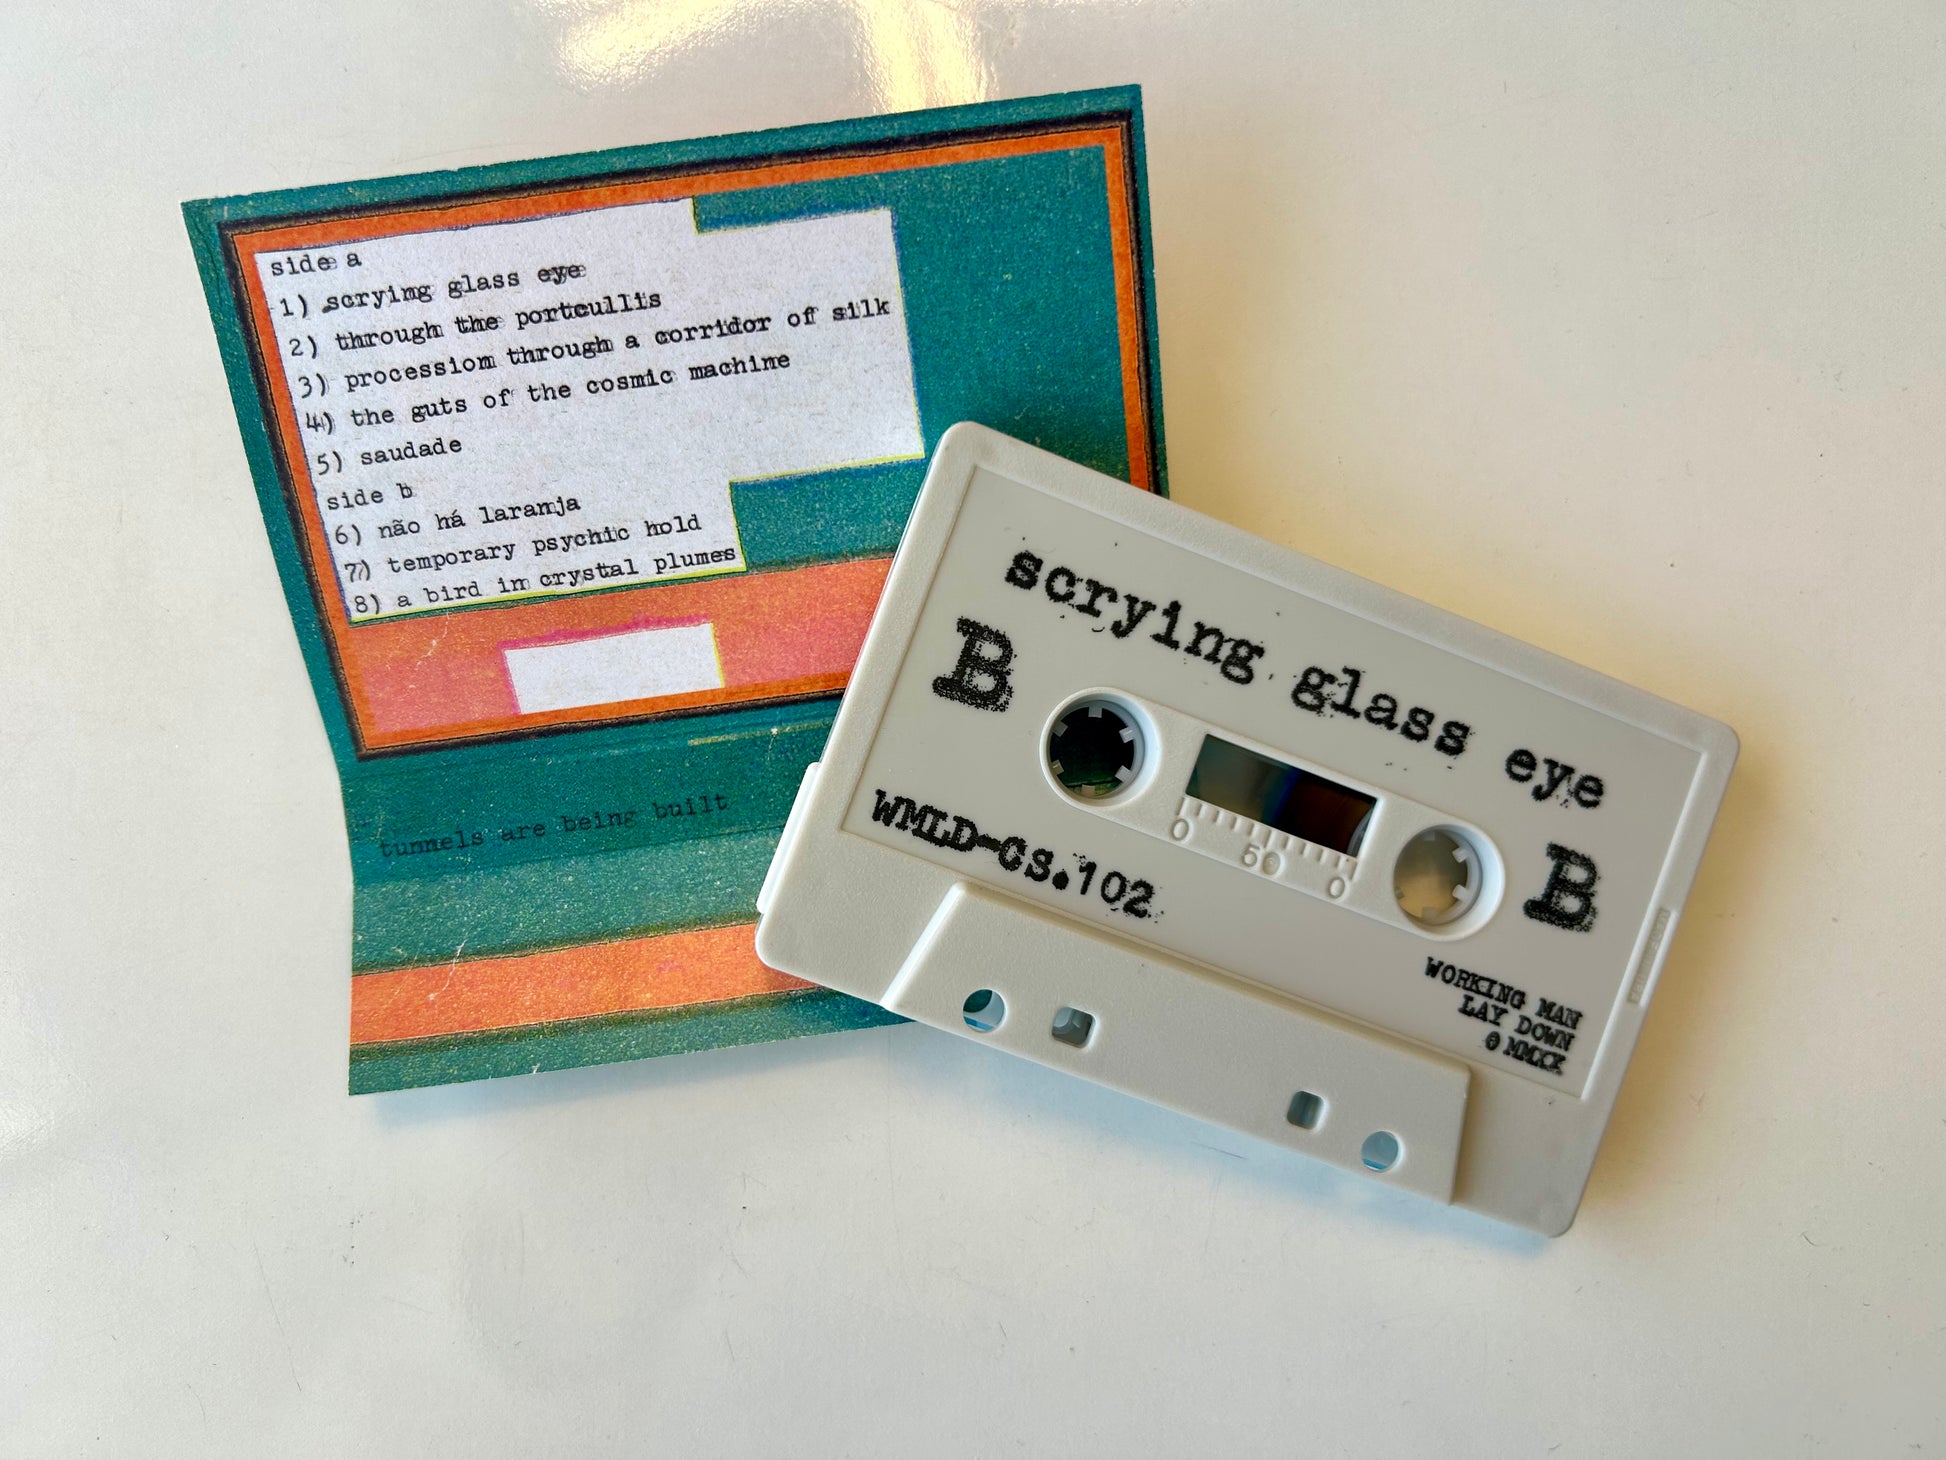 side a
1) scrying glass eye
2) through the portcullis
3) procession through a corridor of silk
4) the guts of the cosmic machine
5) saudade
side b
6) não há laranja
7) temporary psychic hold
8) a bird in crystal plumes
tunnels are being built
scrying glass eye
B
B
0 50 0
WMLD-CS.102
WORKING MAN
LAY DOWN
@ MMXX